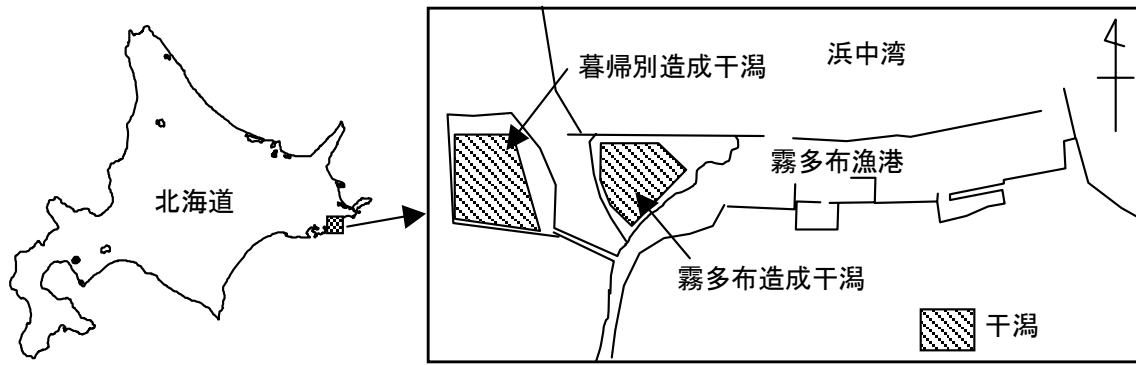 北海道
暮帰別造成干潟
浜中湾
霧多布漁港
霧多布造成干潟
干潟